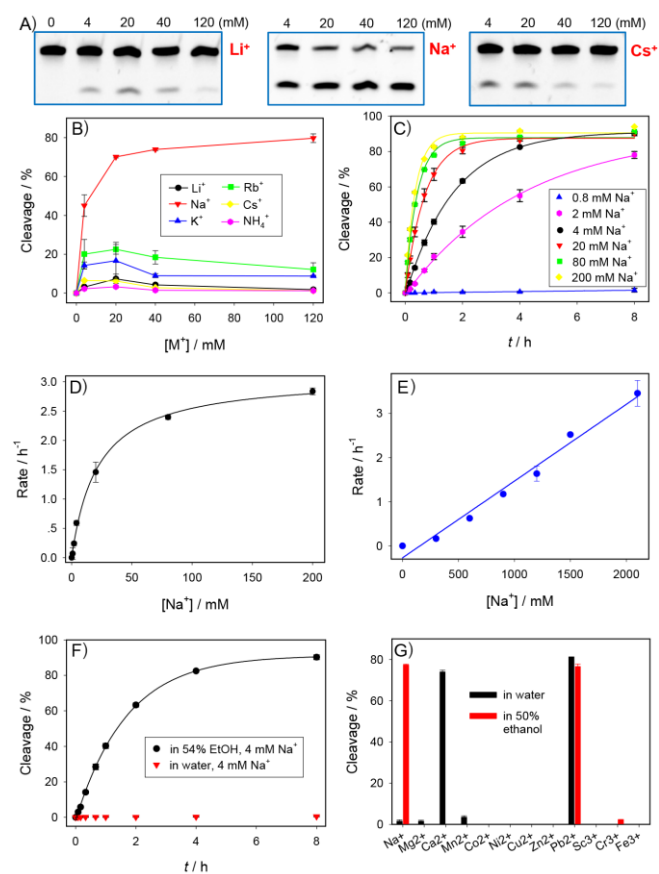 A)
0 4 20 40 120 (mM)
Li⁺
4 20 40 120 (mM)
Na⁺
4 20 40 120 (mM)
Cs⁺
B)
Cleavage / %
80
60
40
20
0
Li⁺
Na⁺
K⁺
Rb⁺
Cs⁺
NH₄⁺
0 20 40 60 80 100 120
[M⁺] / mM
C)
Cleavage / %
100
80
60
40
20
0
0.8 mM Na⁺
2 mM Na⁺
4 mM Na⁺
20 mM Na⁺
80 mM Na⁺
200 mM Na⁺
0 2 4 6 8
t / h
D)
Rate / h⁻¹
3.0
2.5
2.0
1.5
1.0
0.5
0.0
0 50 100 150 200
[Na⁺] / mM
E)
Rate / h⁻¹
3
2
1
0
0 500 1000 1500 2000
[Na⁺] / mM
F)
Cleavage / %
100
80
60
40
20
0
in 54% EtOH, 4 mM Na⁺
in water, 4 mM Na⁺
0 2 4 6 8
t / h
G)
Cleavage / %
80
60
40
20
0
in water
in 50%
ethanol
Na+ Mg2+ Ca2+ Mn2+ Co2+ Ni2+ Cu2+ Zn2+ Pb2+ Sc3+ Cr3+ Fe3+